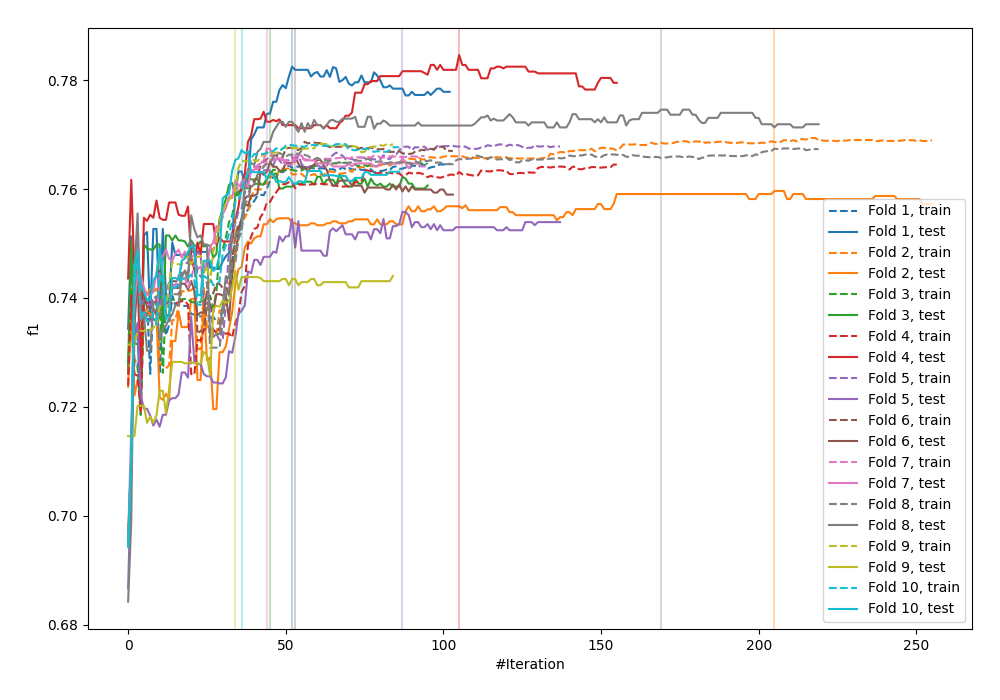 0.78
0.76
0.74
0.72
0.70
0.68
f1
0
50
100
150
200
250
#Iteration
Fold 1, train
Fold 1, test
Fold 2, train
Fold 2, test
Fold 3, train
Fold 3, test
Fold 4, train
Fold 4, test
Fold 5, train
Fold 5, test
Fold 6, train
Fold 6, test
Fold 7, train
Fold 7, test
Fold 8, train
Fold 8, test
Fold 9, train
Fold 9, test
Fold 10, train
Fold 10, test